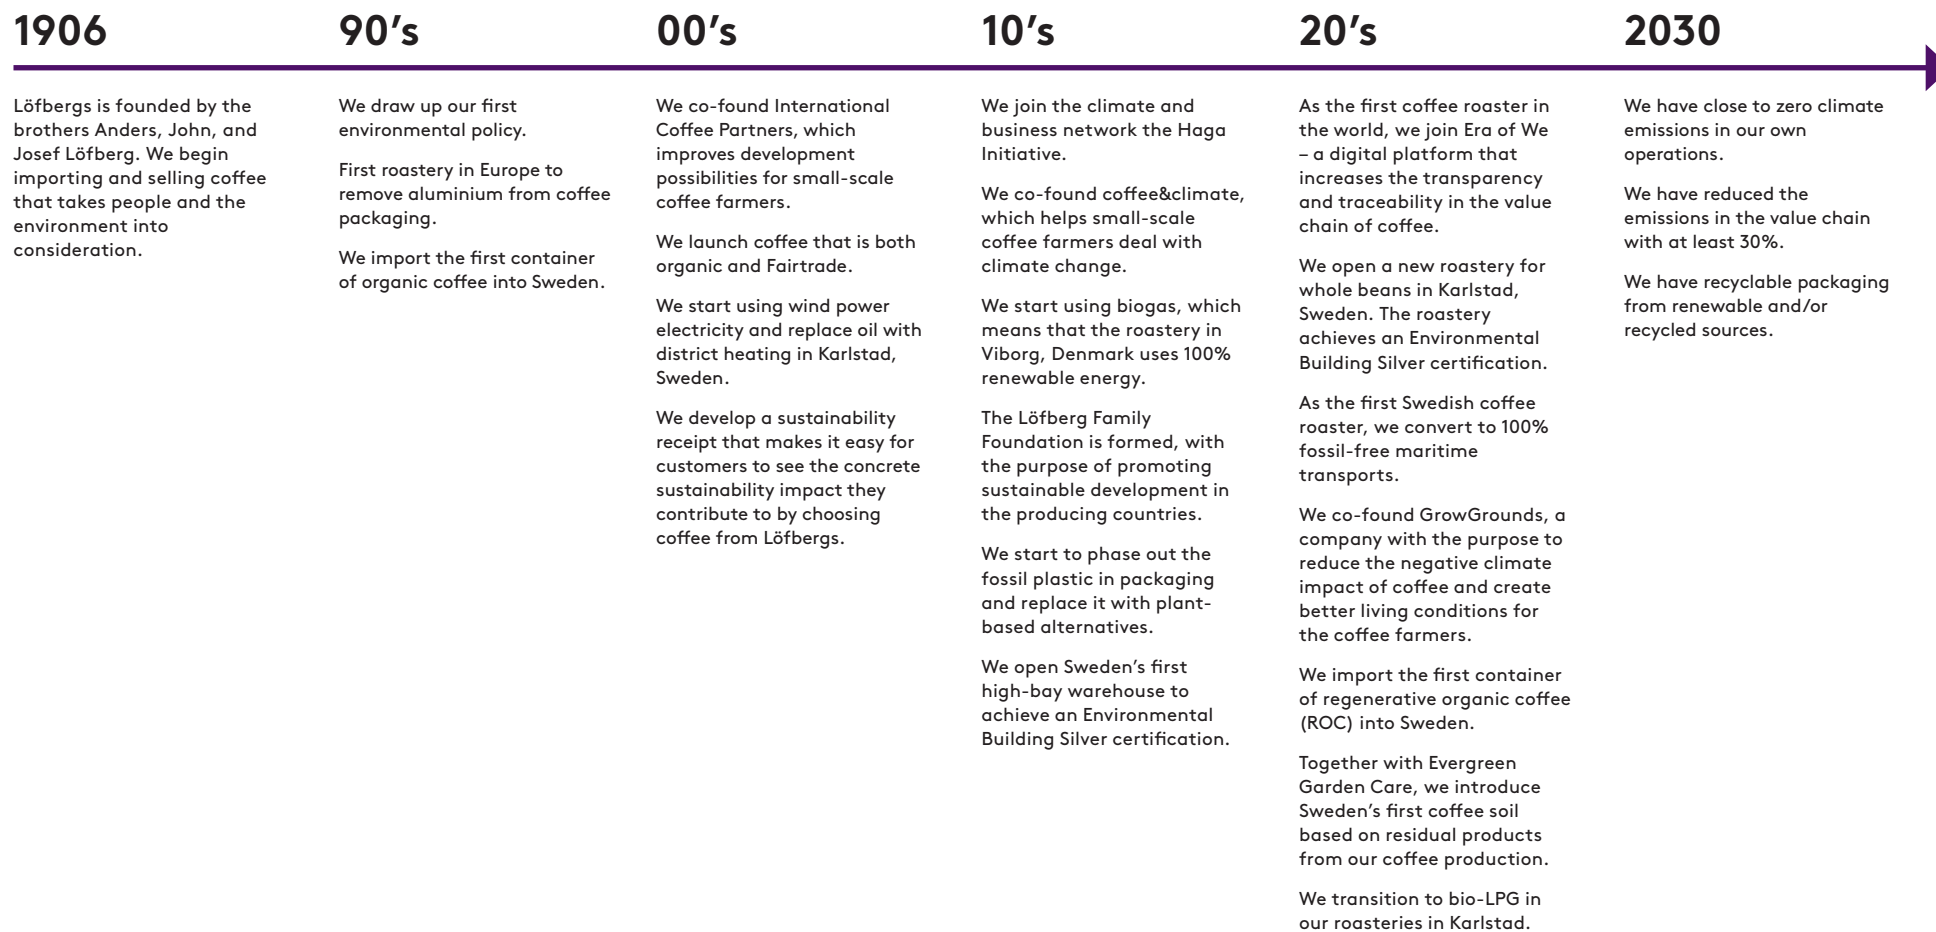 1906
Löfbergs is founded by the
brothers Anders, John, and
Josef Löfberg. We begin
importing and selling coffee
that takes people and the
environment into
consideration.
90’s
We draw up our first
environmental policy.
First roastery in Europe to
remove aluminium from coffee
packaging.
We import the first container
of organic coffee into Sweden.
00’s
We co-found International
Coffee Partners, which
improves development
possibilities for small-scale
coffee farmers.
We launch coffee that is both
organic and Fairtrade.
We start using wind power
electricity and replace oil with
district heating in Karlstad,
Sweden.
We develop a sustainability
receipt that makes it easy for
customers to see the concrete
sustainability impact they
contribute to by choosing
coffee from Löfbergs.
10’s
We join the climate and
business network the Haga
Initiative.
We co-found coffee&climate,
which helps small-scale
coffee farmers deal with
climate change.
We start using biogas, which
means that the roastery in
Viborg, Denmark uses 100%
renewable energy.
The Löfberg Family
Foundation is formed, with
the purpose of promoting
sustainable development in
the producing countries.
We start to phase out the
fossil plastic in packaging
and replace it with plant-
based alternatives.
We open Sweden’s first
high-bay warehouse to
achieve an Environmental
Building Silver certification.
20’s
As the first coffee roaster in
the world, we join Era of We
– a digital platform that
increases the transparency
and traceability in the value
chain of coffee.
We open a new roastery for
whole beans in Karlstad,
Sweden. The roastery
achieves an Environmental
Building Silver certification.
As the first Swedish coffee
roaster, we convert to 100%
fossil-free maritime
transports.
We co-found GrowGrounds, a
company with the purpose to
reduce the negative climate
impact of coffee and create
better living conditions for
the coffee farmers.
We import the first container
of regenerative organic coffee
(ROC) into Sweden.
Together with Evergreen
Garden Care, we introduce
Sweden’s first coffee soil
based on residual products
from our coffee production.
We transition to bio-LPG in
our roasteries in Karlstad.
2030
We have close to zero climate
emissions in our own
operations.
We have reduced the
emissions in the value chain
with at least 30%.
We have recyclable packaging
from renewable and/or
recycled sources.